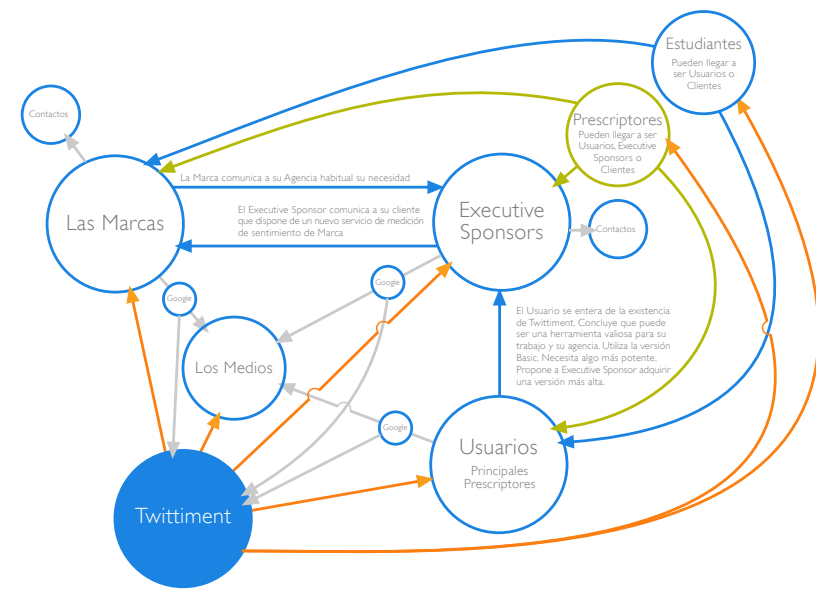 Estudiantes
Pueden llegar a
ser Usuarios o
Clientes
Contactos
Prescriptores
Pueden llegar a ser
Usuarios, Executive
Sponsors o
Clientes
La Marca comunica a su Agencia habitual su necesidad
Las Marcas
El Executive Sponsor comunica a su cliente
que dispone de un nuevo servicio de medición
de sentimiento de Marca
Executive
Sponsors
Contactos
Google
Google
El Usuario se entera de la existencia
de Twittiment. Concluye que puede
ser una herramienta valiosa para su
trabajo y su agencia. Utiliza la versión
Basic. Necesita algo más potente.
Propone a Executive Sponsor adquirir
una versión más alta.
Los Medios
Google
Usuarios
Principales
Prescriptores
Twittiment